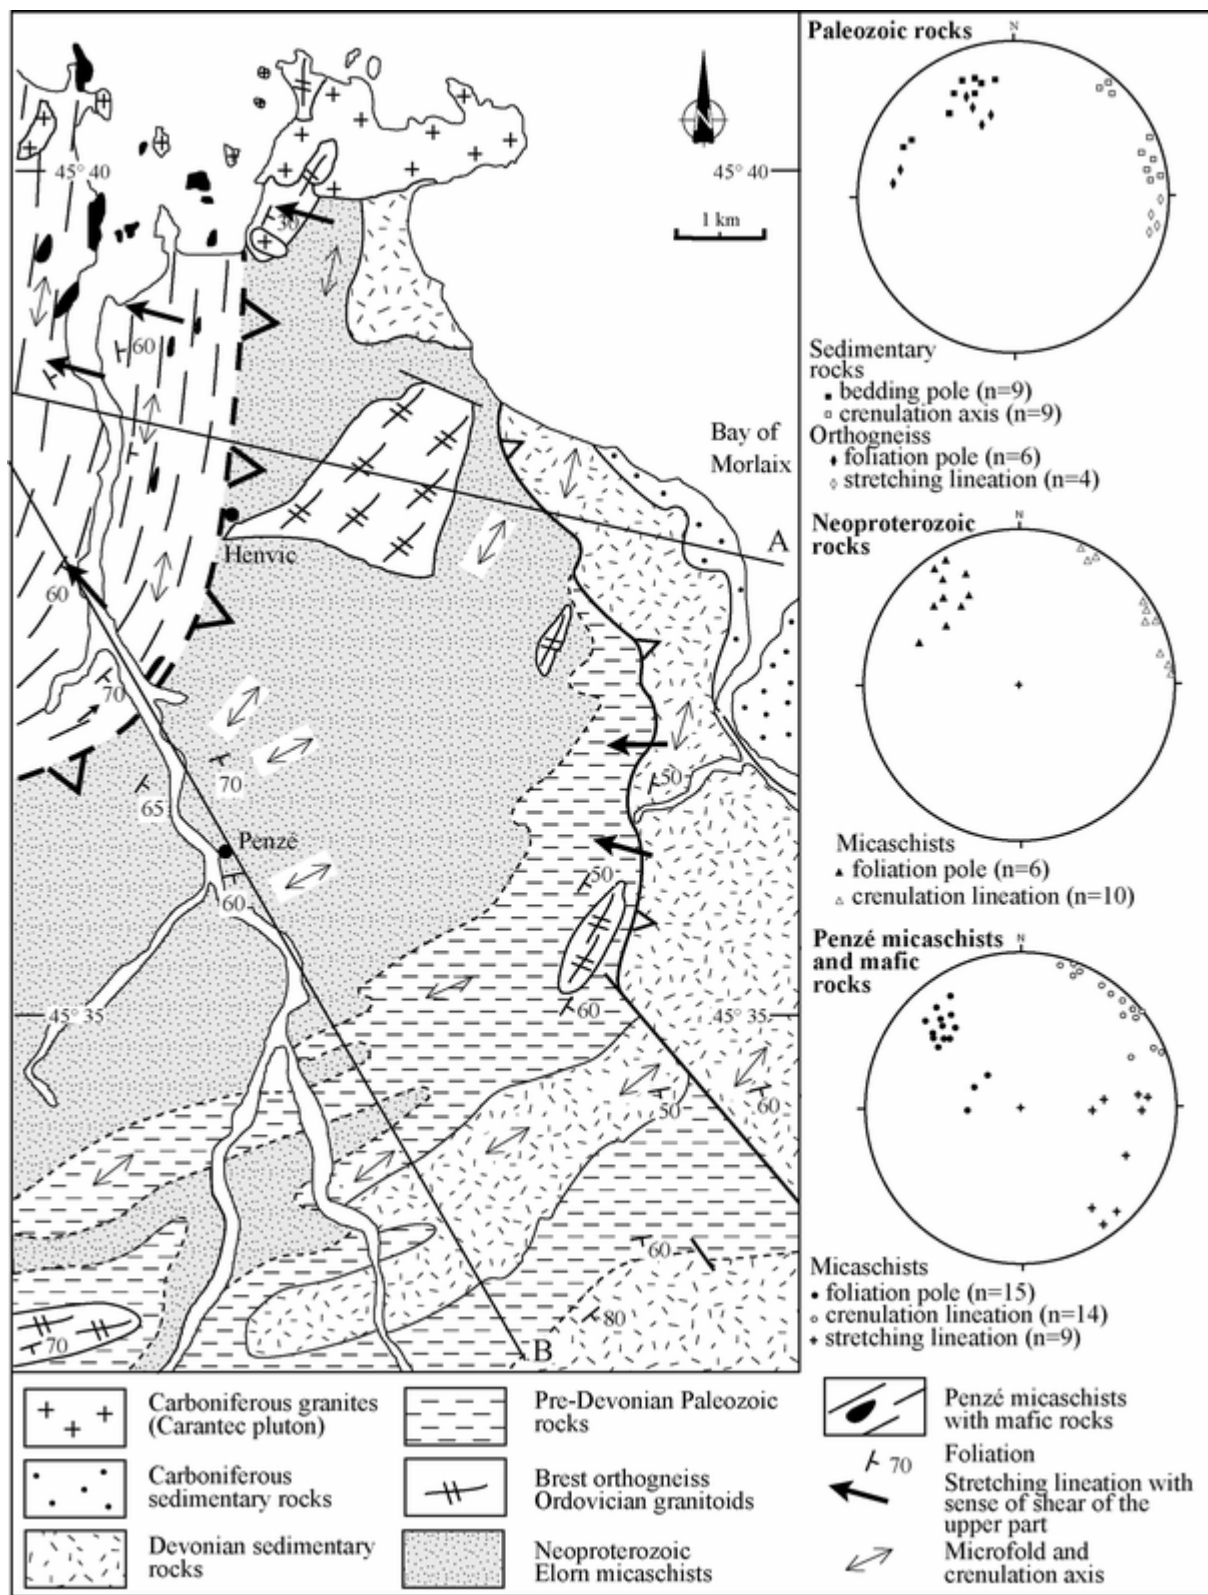 45° 40
45° 40
N
1 km
30
60
Bay of
Morlaix
A
Henvic
60
70
50
70
65
Penzé
60
50
60
45° 35
45° 35
50
60
60
80
70
B
Paleozoic rocks
N
Sedimentary
rocks
bedding pole (n=9)
crenulation axis (n=9)
Orthogneiss
foliation pole (n=6)
stretching lineation (n=4)
Neoproterozoic
rocks
N
Micaschists
foliation pole (n=6)
crenulation lineation (n=10)
Penzé micaschists
and mafic
rocks
N
Micaschists
foliation pole (n=15)
crenulation lineation (n=14)
stretching lineation (n=9)
Carboniferous granites
(Carantec pluton)
Carboniferous
sedimentary rocks
Devonian sedimentary
rocks
Pre-Devonian Paleozoic
rocks
Brest orthogneiss
Ordovician granitoids
Neoproterozoic
Elorn micaschists
Penzé micaschists
with mafic rocks
70
Foliation
Stretching lineation with
sense of shear of the
upper part
Microfold and
crenulation axis